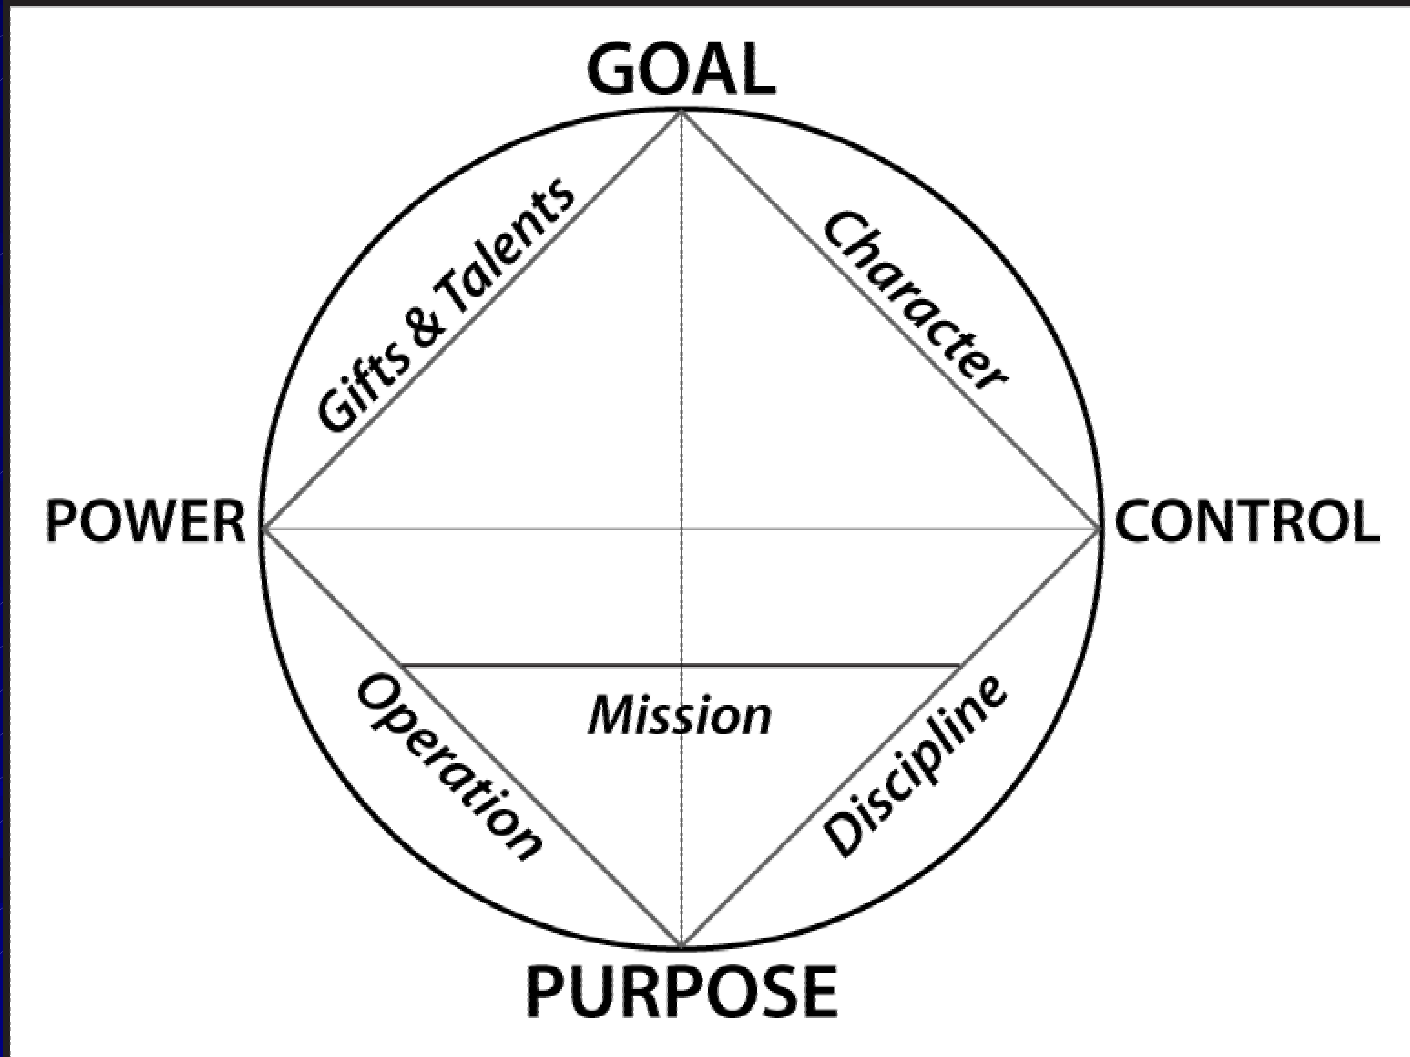 GOAL
Gifts & Talents
Character
POWER
CONTROL
Operation
Mission
Discipline
PURPOSE